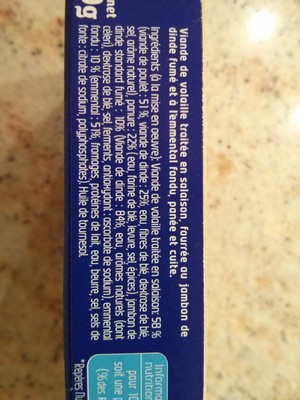 Viande de volaille traitée en salaison, fourrée au jambon de
dinde fumé et à l'emmental fondu, panée et cuite.
Ingrédients (à la mise en oeuvre): Viande de volaille traitée en salaison: 58 %
(viande de poulet : 51 %, viande de dinde : 25%, eau, fibres de blé, dextrose de blé,
sel, arôme naturel), panure : 22% ( eau, farine de blé, levure, sel, épices), jambon de
dinde standard fumé : 10% (Viande de dinde : 84%, eau, arômes naturels (dont
céleri), dextrose de blé, sel, ferments, antioxydant : ascorbate de sodium), emmental
fondu : 10 % (emmental : 51%, fromages, protéines de lait, eau, beurre, sel, sels de
fonte : citrate de sodium, polyphosphates), Huile de tournesol.
net
g
Informa
nutrition
pour 10
soit une p
(% des R
*Repères Nu